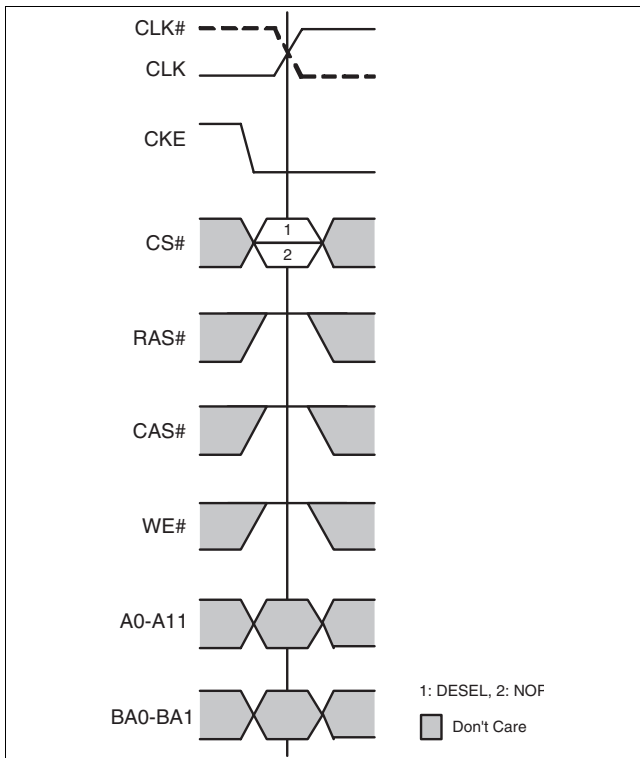 CLK#
CLK
CKE
CS#
1
2
RAS#
CAS#
WE#
A0-A11
BA0-BA1
1: DESEL, 2: NOF
Don't Care